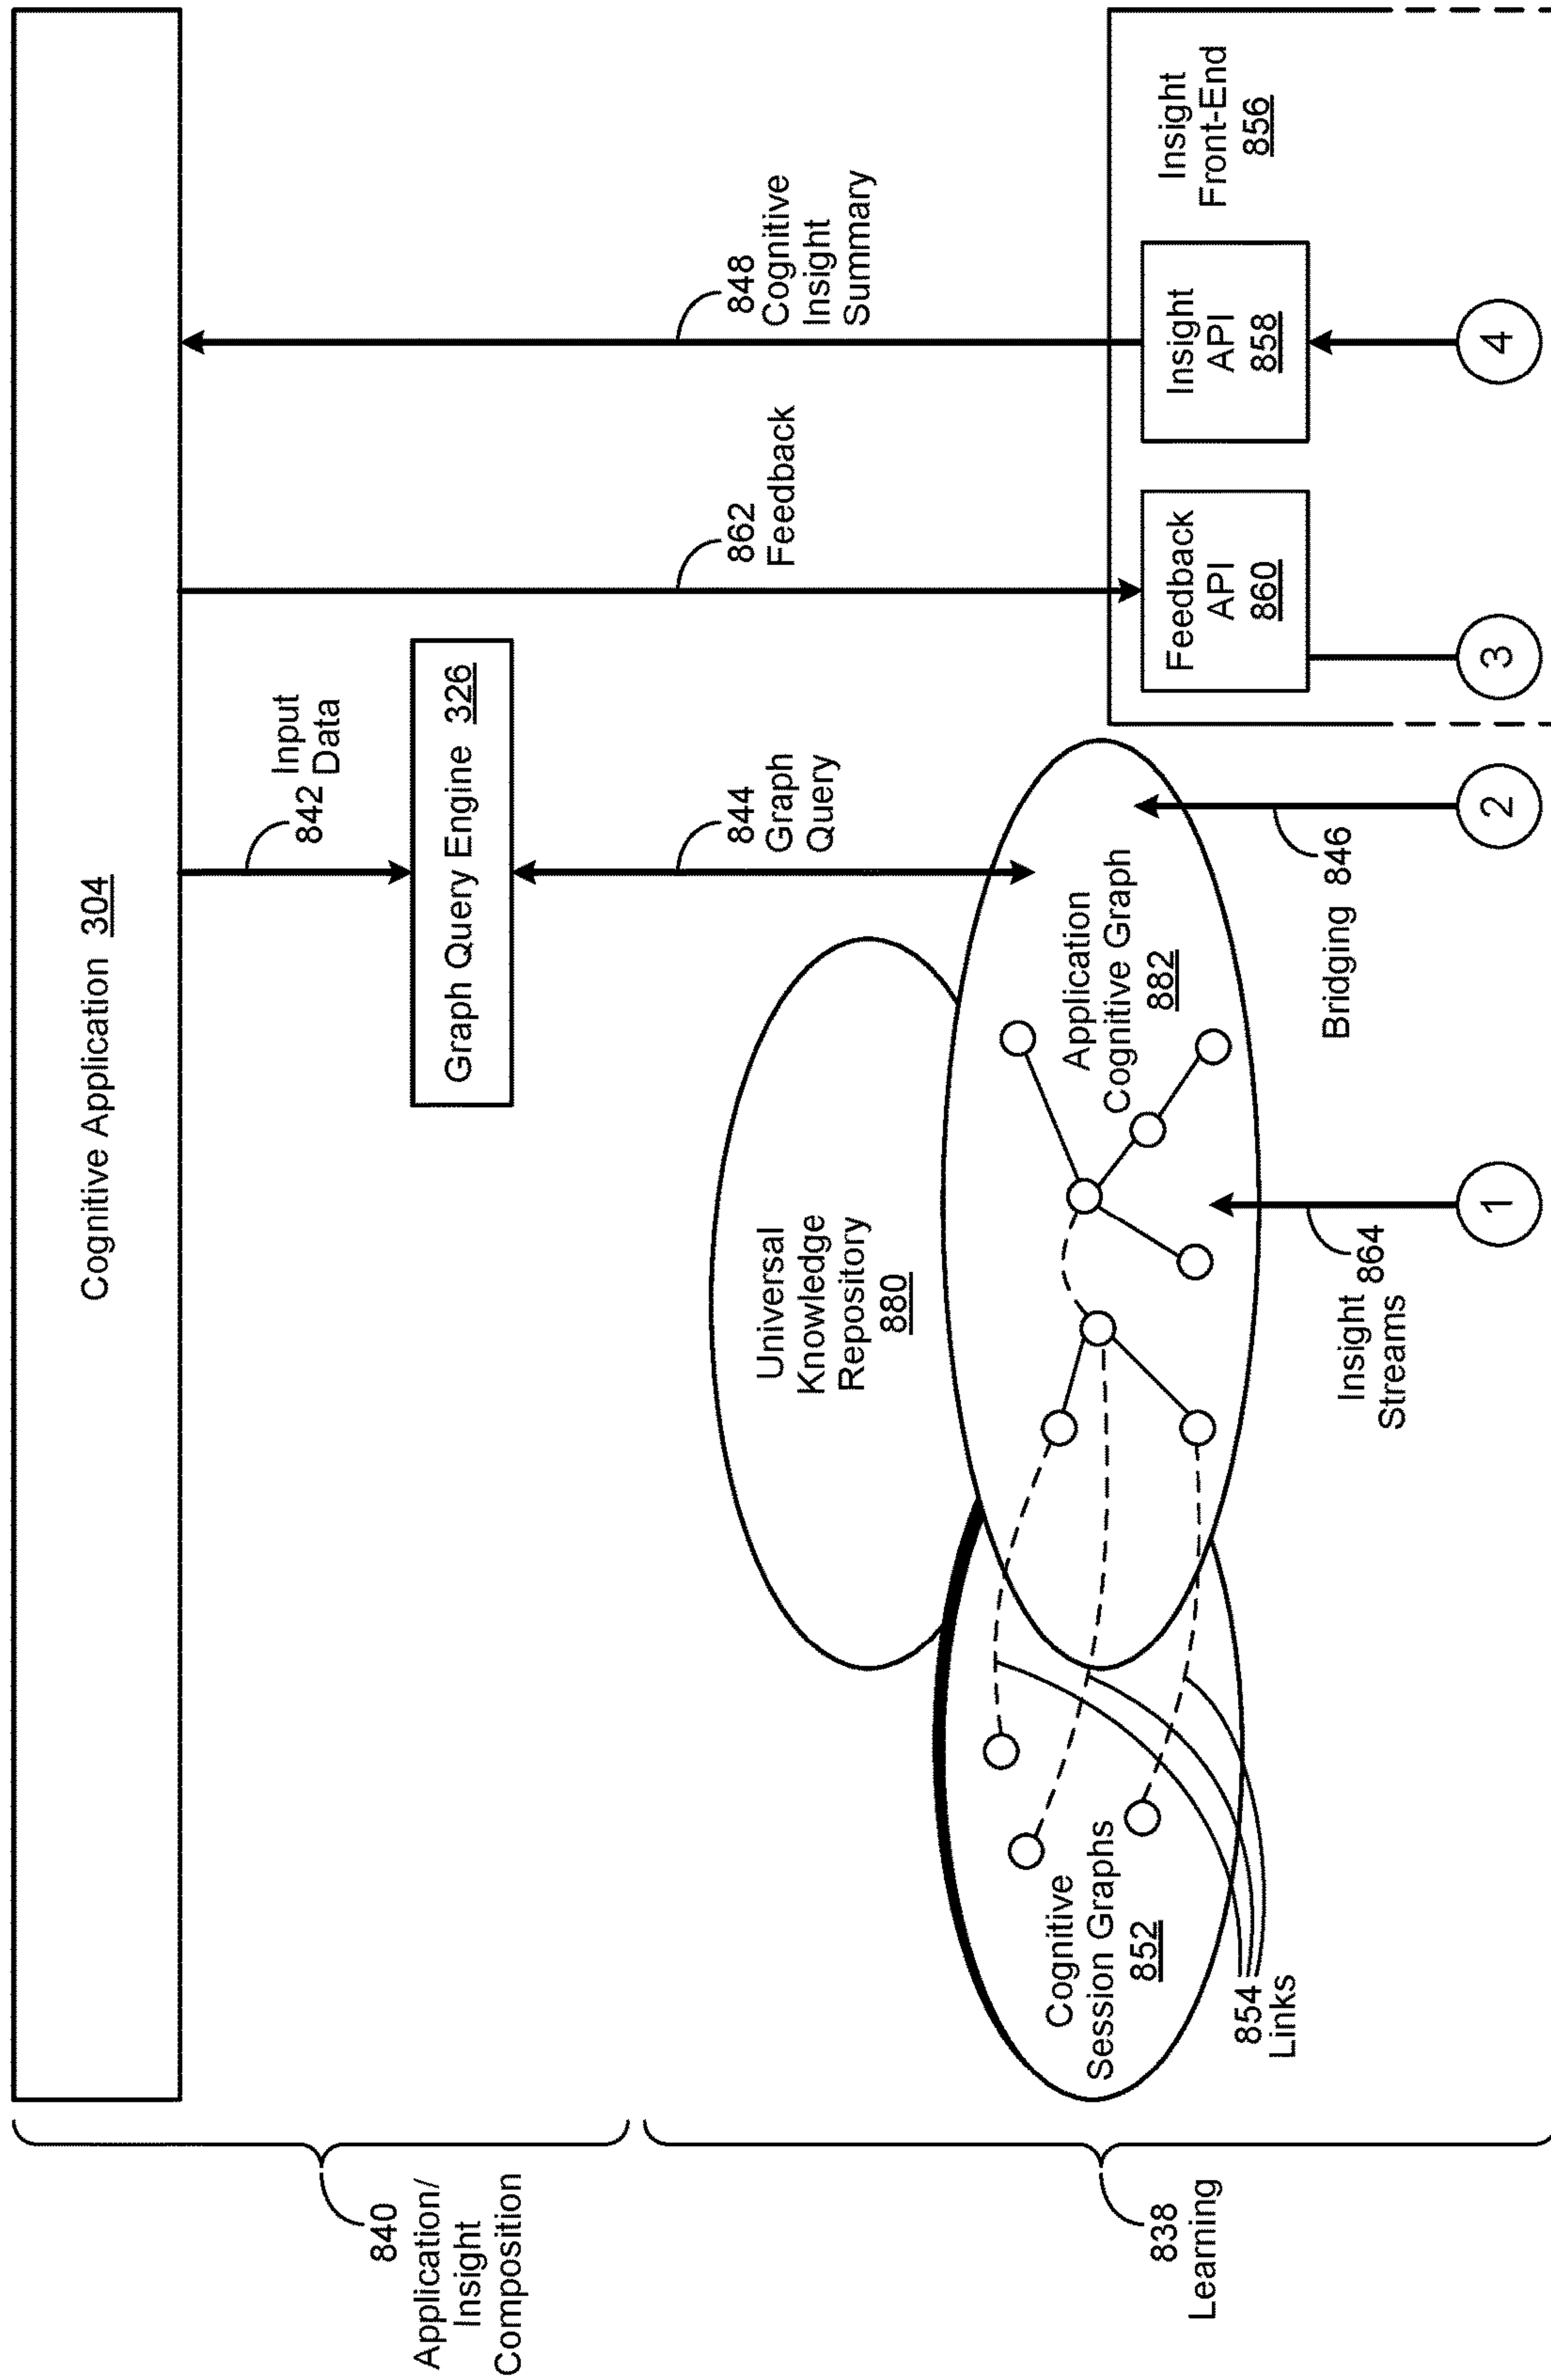 Cognitive Application 304
840
Application/
Insight
Composition
842 Input
Data
Graph Query Engine 326
844
Graph
Query
862
Feedback
848
Cognitive
Insight
Summary
838
Learning
Universal
Knowledge
Repository
880
Cognitive
Session Graphs
852
854
Links
Application
Cognitive Graph
882
Insight 864
Streams
Bridging 846
Feedback
API
860
Insight
API
858
Insight
Front-End
856
1
2
3
4